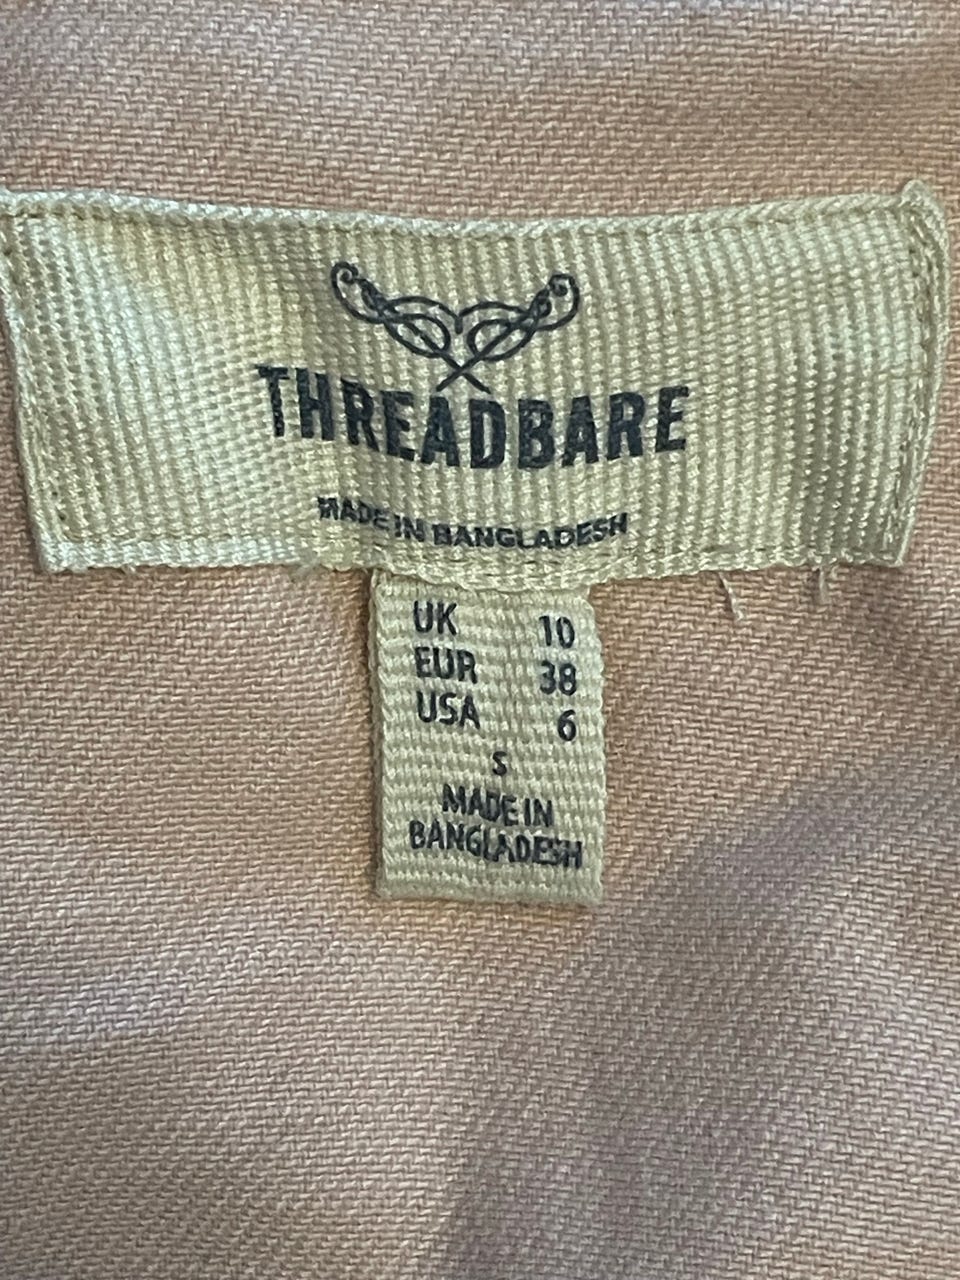 THREADBARE
MADE IN BANGLADESH
UK 10
EUR 38
USA 6
S
MADE IN
BANGLADESH